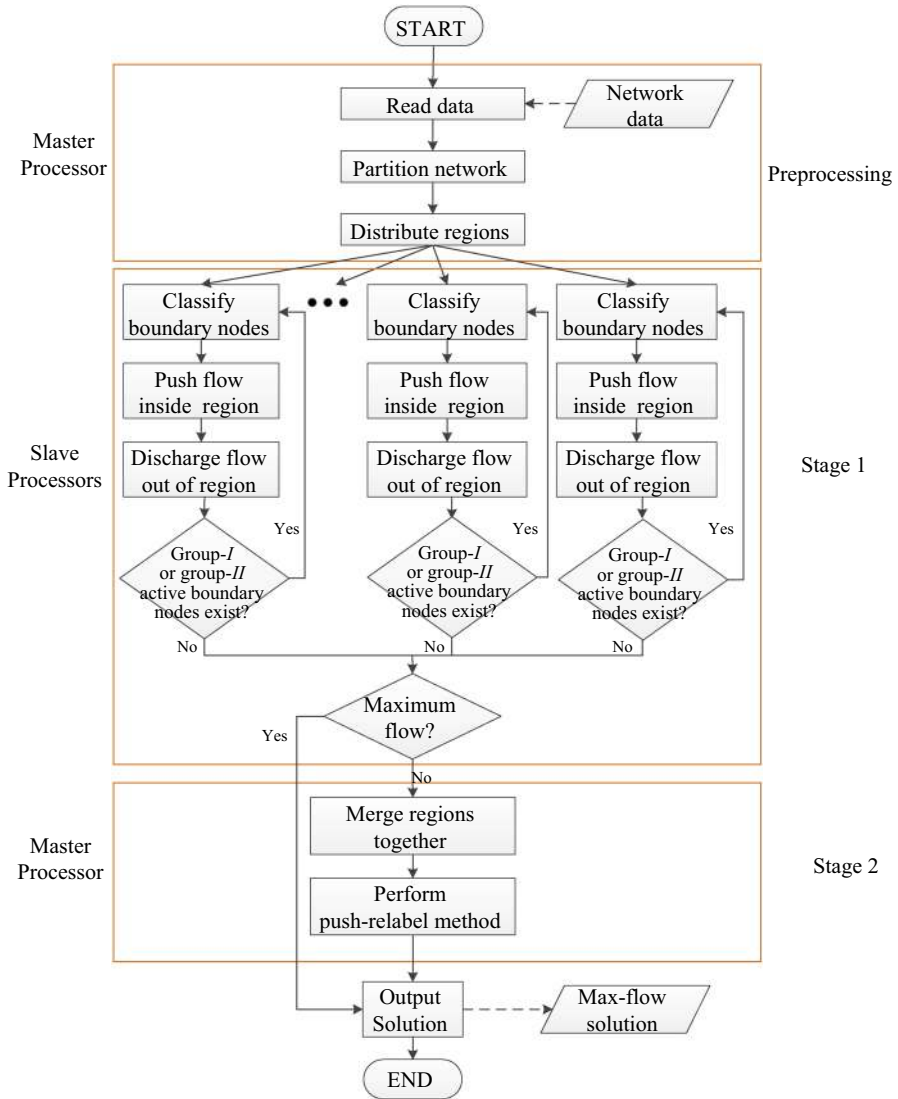 START
Read data
Network
data
Master
Processor
Partition network
Preprocessing
Distribute regions
Classify
boundary nodes
Classify
boundary nodes
Classify
boundary nodes
Push flow
inside region
Push flow
inside region
Push flow
inside region
Slave
Processors
Discharge flow
out of region
Discharge flow
out of region
Discharge flow
out of region
Stage 1
Yes
Yes
Yes
Group-I
or group-II
active boundary
nodes exist?
Group-I
or group-II
active boundary
nodes exist?
Group-I
or group-II
active boundary
nodes exist?
No
No
No
Maximum
flow?
Yes
No
Merge regions
together
Master
Processor
Stage 2
Perform
push-relabel method
Output
Solution
Max-flow
solution
END